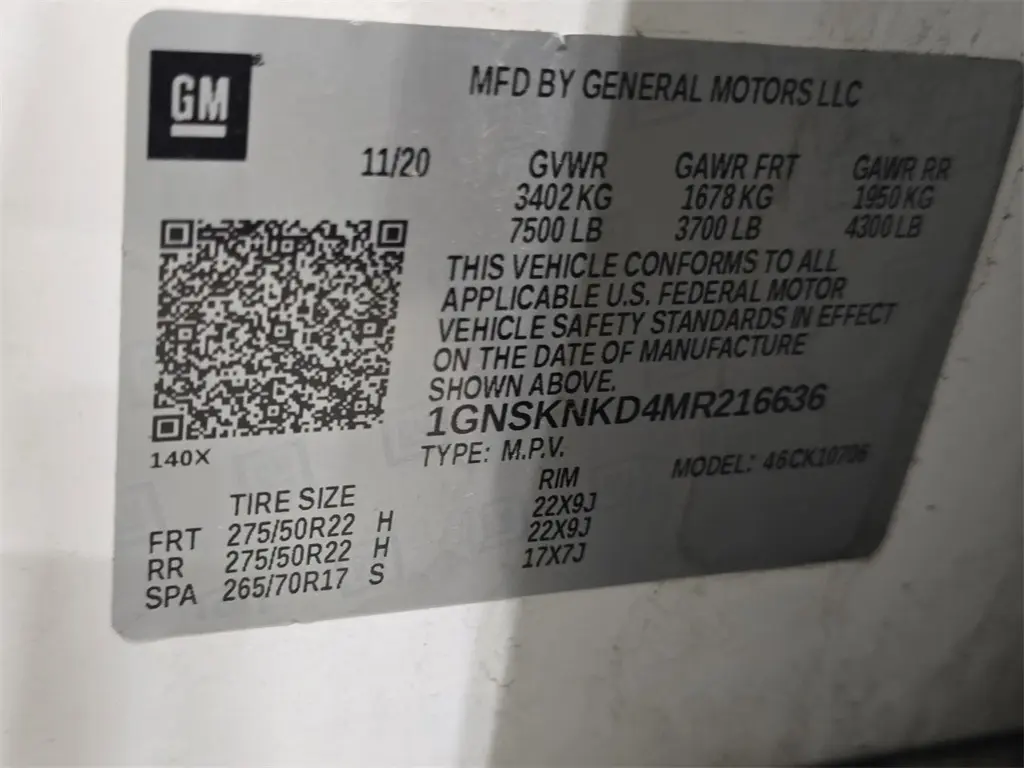 GM
MFD BY GENERAL MOTORS LLC
11/20 GVWR GAWR FRT GAWR RR
3402 KG 1678 KG 1950 KG
7500 LB 3700 LB 4300 LB
THIS VEHICLE CONFORMS TO ALL
APPLICABLE U.S. FEDERAL MOTOR
VEHICLE SAFETY STANDARDS IN EFFECT
ON THE DATE OF MANUFACTURE
SHOWN ABOVE.
1GNSKNKD4MR216636
140X
TYPE: M.P.V. MODEL: 46CK10706
TIRE SIZE RIM
FRT 275/50R22 H 22X9J
RR 275/50R22 H 22X9J
SPA 265/70R17 S 17X7J